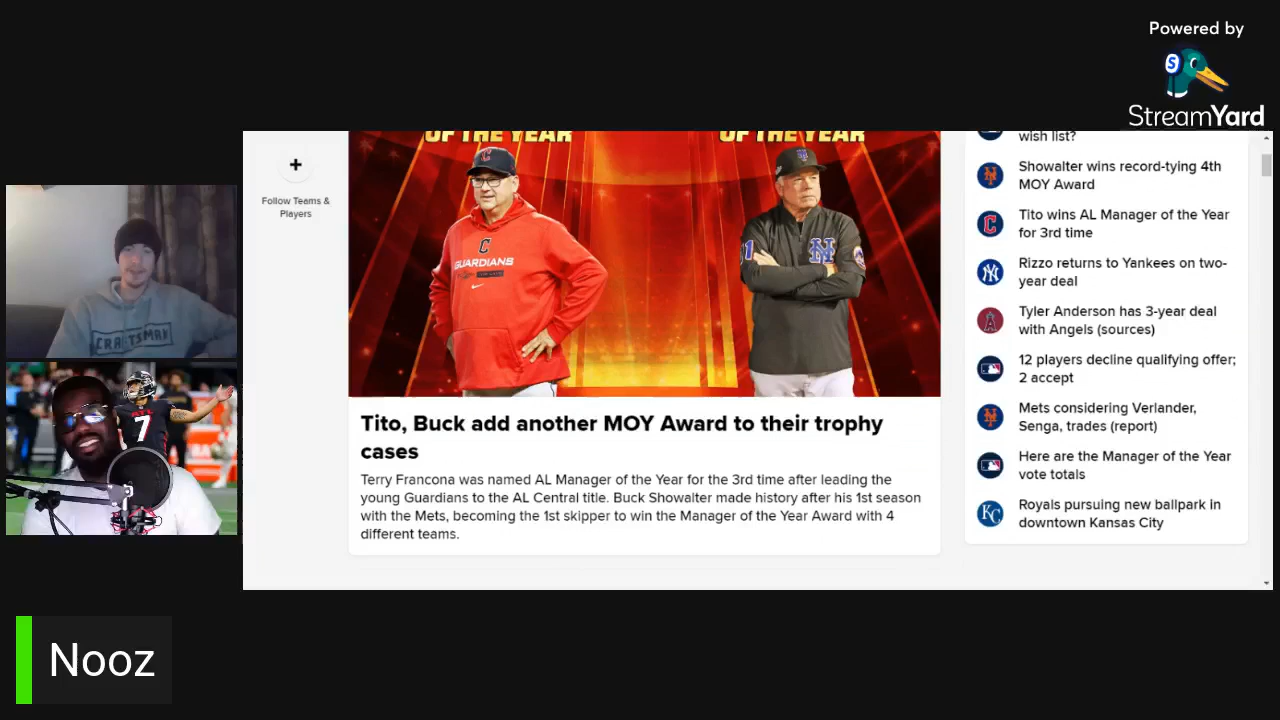 Powered by
StreamYard
OF THE YEAR
OF THE YEAR
+
Follow Teams &
Players
GUARDIANS
CRAFTSMAN
7
Tito, Buck add another MOY Award to their trophy
cases
Terry Francona was named AL Manager of the Year for the 3rd time after leading the
young Guardians to the AL Central title. Buck Showalter made history after his 1st season
with the Mets, becoming the 1st skipper to win the Manager of the Year Award with 4
different teams.
wish list?
Showalter wins record-tying 4th
MOY Award
Tito wins AL Manager of the Year
for 3rd time
Rizzo returns to Yankees on two-
year deal
Tyler Anderson has 3-year deal
with Angels (sources)
12 players decline qualifying offer;
2 accept
Mets considering Verlander,
Senga, trades (report)
Here are the Manager of the Year
vote totals
Royals pursuing new ballpark in
downtown Kansas City
Nooz